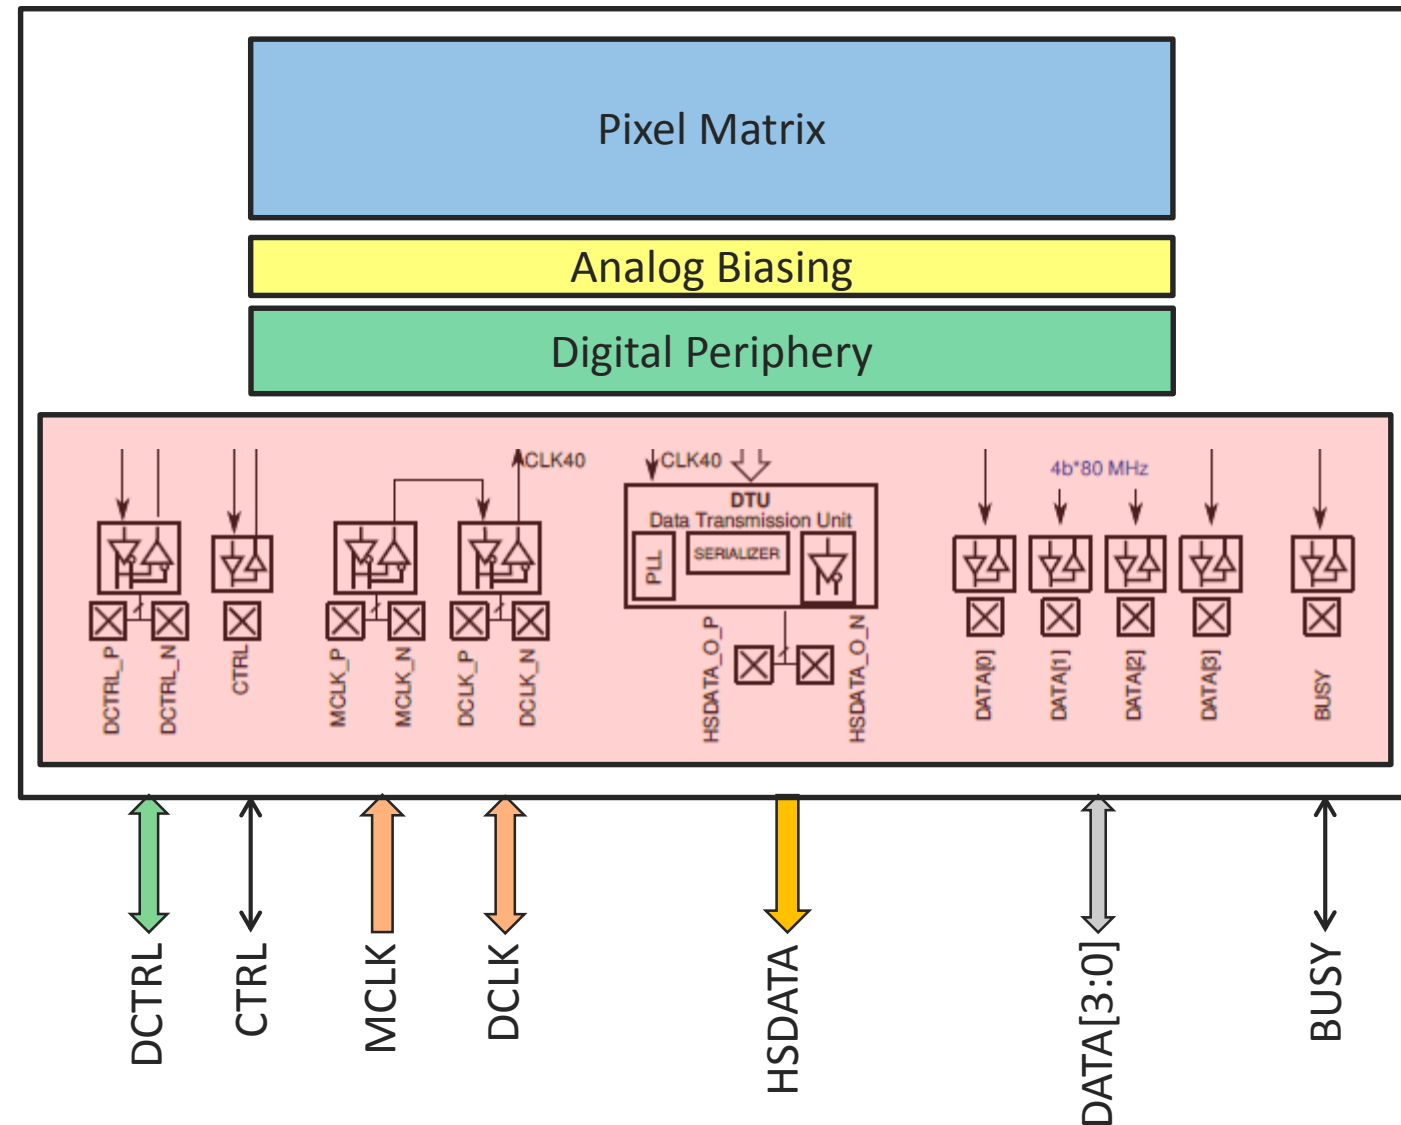 Pixel Matrix
Analog Biasing
Digital Periphery
CLK40
CLK40
4b*80 MHz
DTU
Data Transmission Unit
PLL
SERIALIZER
DCTRL_P
DCTRL_N
CTRL
MCLK_P
MCLK_N
DCLK_P
DCLK_N
HSDATA_O_P
HSDATA_O_N
DATA[0]
DATA[1]
DATA[2]
DATA[3]
BUSY
DCTRL
CTRL
MCLK
DCLK
HSDATA
DATA[3:0]
BUSY